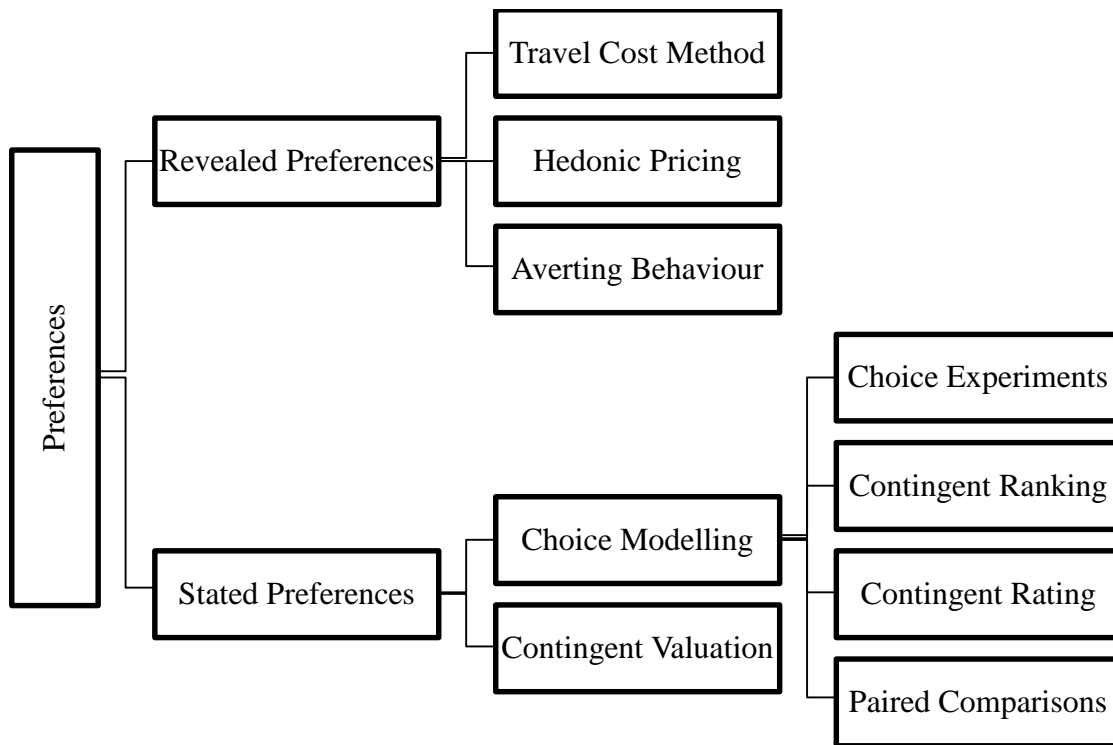 Preferences
Revealed Preferences
Travel Cost Method
Hedonic Pricing
Averting Behaviour
Stated Preferences
Choice Modelling
Choice Experiments
Contingent Ranking
Contingent Rating
Paired Comparisons
Contingent Valuation